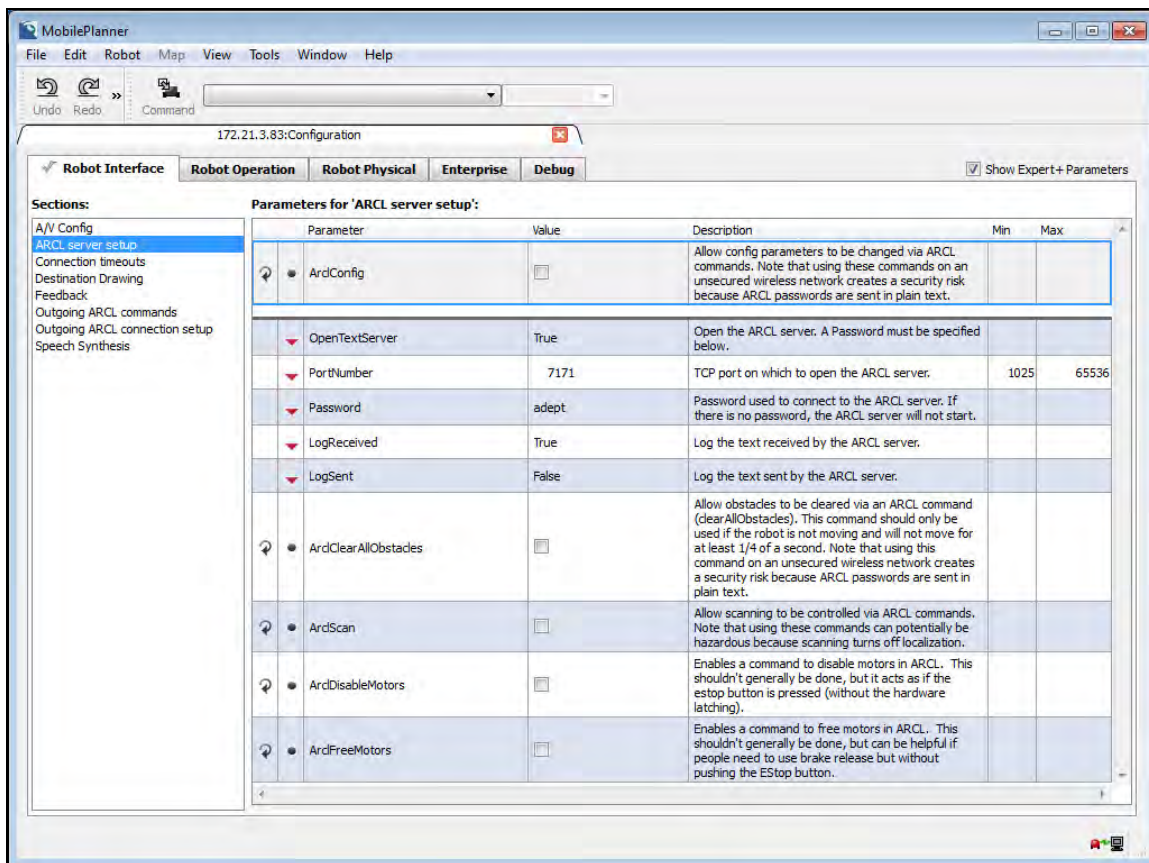 MobilePlanner
File Edit Robot Map View Tools Window Help
Undo Redo » Command
172.21.3.83:Configuration
Robot Interface Robot Operation Robot Physical Enterprise Debug Show Expert+ Parameters
Sections:
A/V Config
ARCL server setup
Connection timeouts
Destination Drawing
Feedback
Outgoing ARCL commands
Outgoing ARCL connection setup
Speech Synthesis
Parameters for 'ARCL server setup':
Parameter Value Description Min Max
ArclConfig
Allow config parameters to be changed via ARCL
commands. Note that using these commands on an
unsecured wireless network creates a security risk
because ARCL passwords are sent in plain text.
OpenTextServer True
Open the ARCL server. A Password must be specified
below.
PortNumber 7171 TCP port on which to open the ARCL server. 1025 65536
Password adept
Password used to connect to the ARCL server. If
there is no password, the ARCL server will not start.
LogReceived True Log the text received by the ARCL server.
LogSent False Log the text sent by the ARCL server.
ArclClearAllObstacles
Allow obstacles to be cleared via an ARCL command
(clearAllObstacles). This command should only be
used if the robot is not moving and will not move for
at least 1/4 of a second. Note that using this
command on an unsecured wireless network creates
a security risk because ARCL passwords are sent in
plain text.
ArclScan
Allow scanning to be controlled via ARCL commands.
Note that using these commands can potentially be
hazardous because scanning turns off localization.
ArclDisableMotors
Enables a command to disable motors in ARCL. This
shouldn't generally be done, but it acts as if the
estop button is pressed (without the hardware
latching).
ArclFreeMotors
Enables a command to free motors in ARCL. This
shouldn't generally be done, but can be helpful if
people need to use brake release but without
pushing the EStop button.